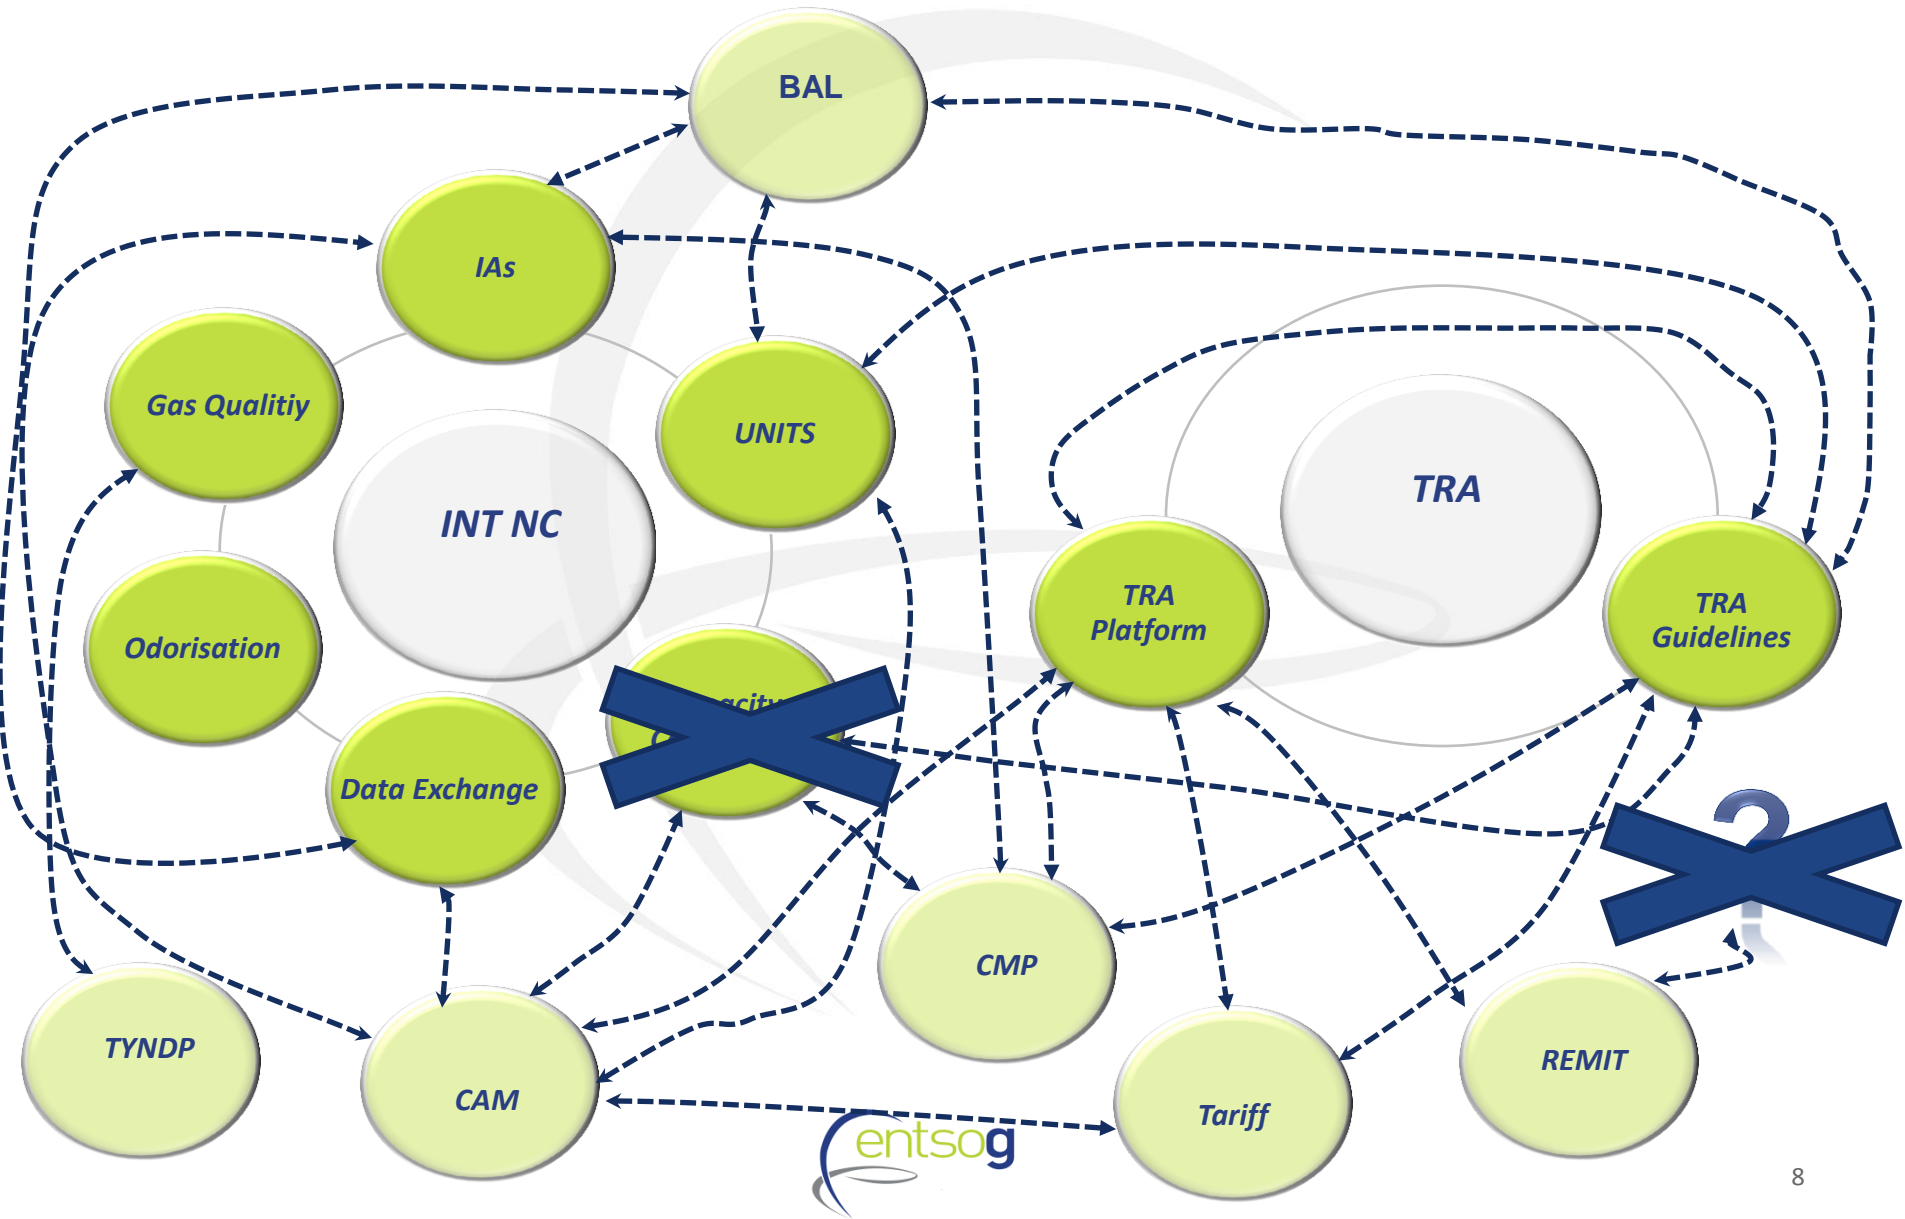 BAL
IAs
Gas Qualitiy
UNITS
INT NC
TRA
TRA
Platform
TRA
Guidelines
Odorisation
Data Exchange
CMP
TYNDP
CAM
Tariff
REMIT
entsog
8